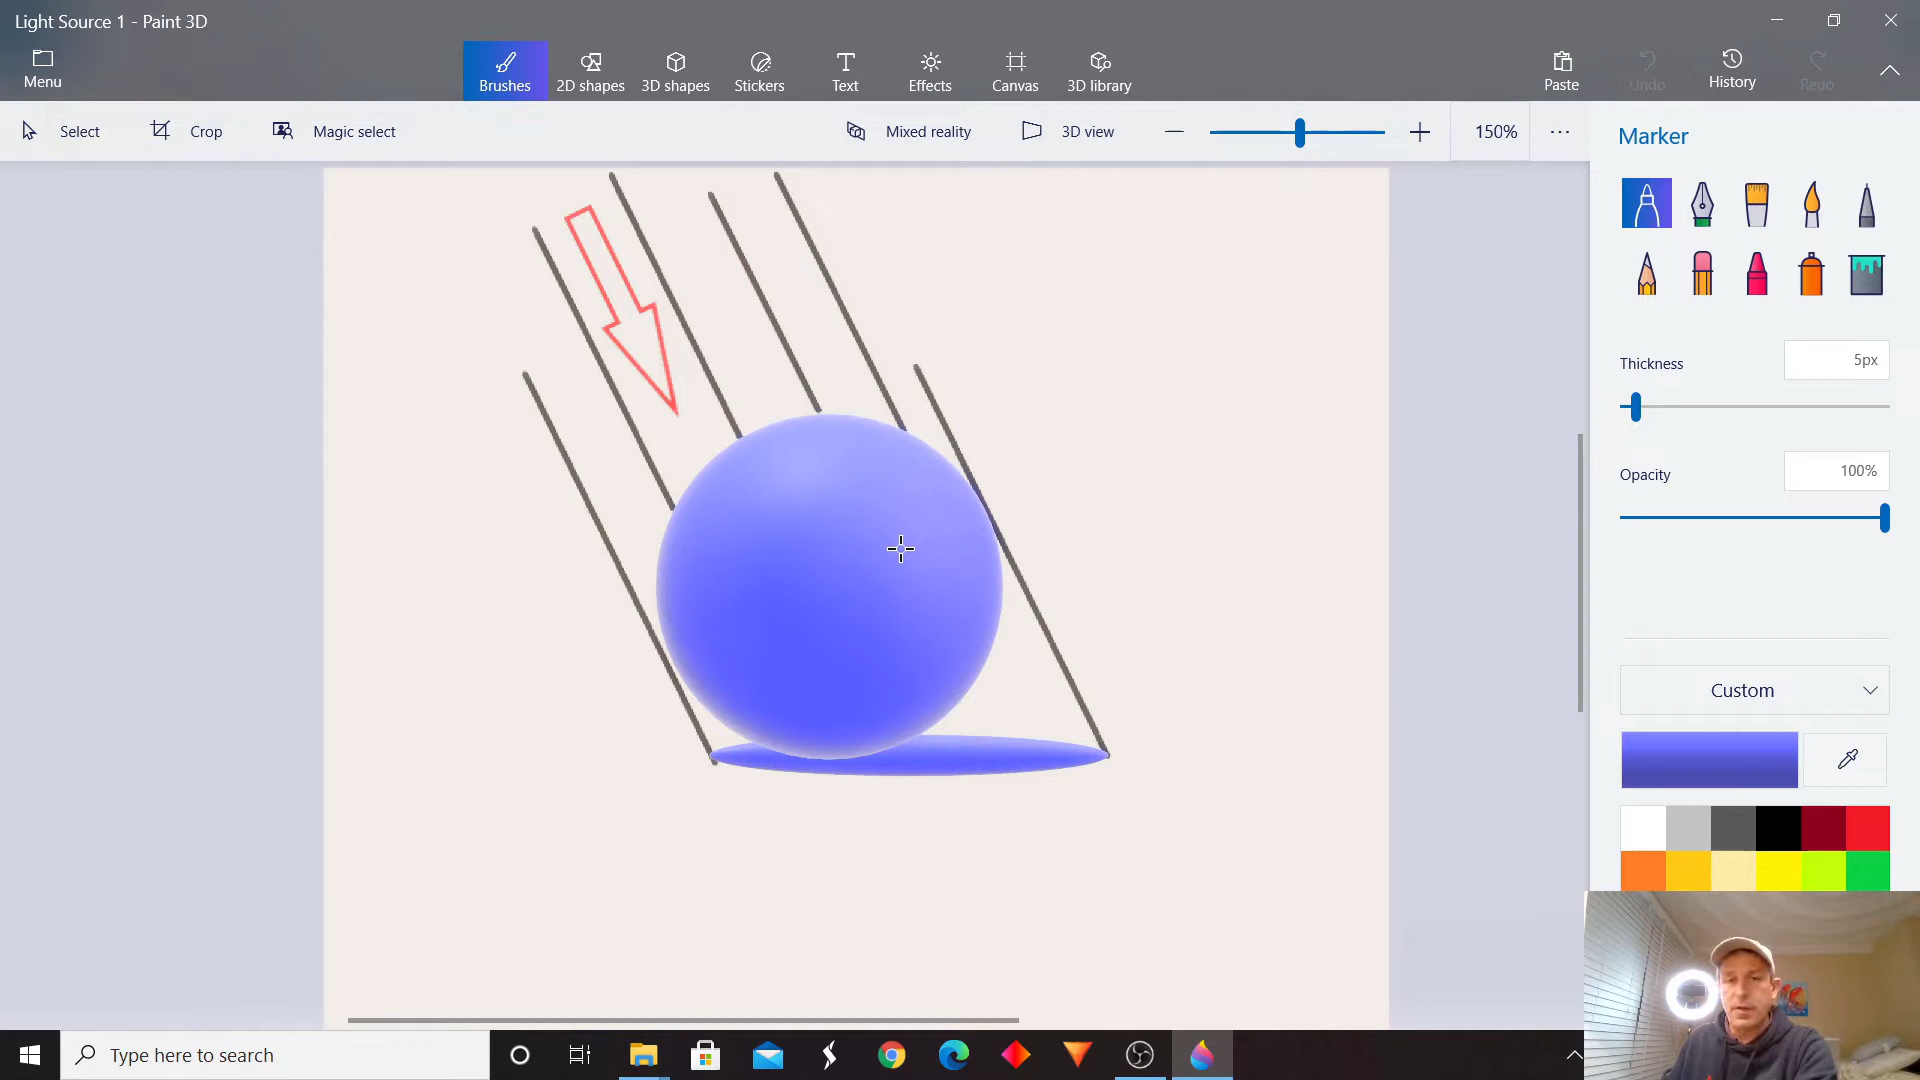 Light Source 1 - Paint 3D
Menu
Brushes
2D shapes
3D shapes
Stickers
Text
Effects
Canvas
3D library
Paste
Undo
History
Redo
Select
Crop
Magic select
Mixed reality
3D view
150%
Marker
Thickness
5px
Opacity
100%
Custom
Type here to search